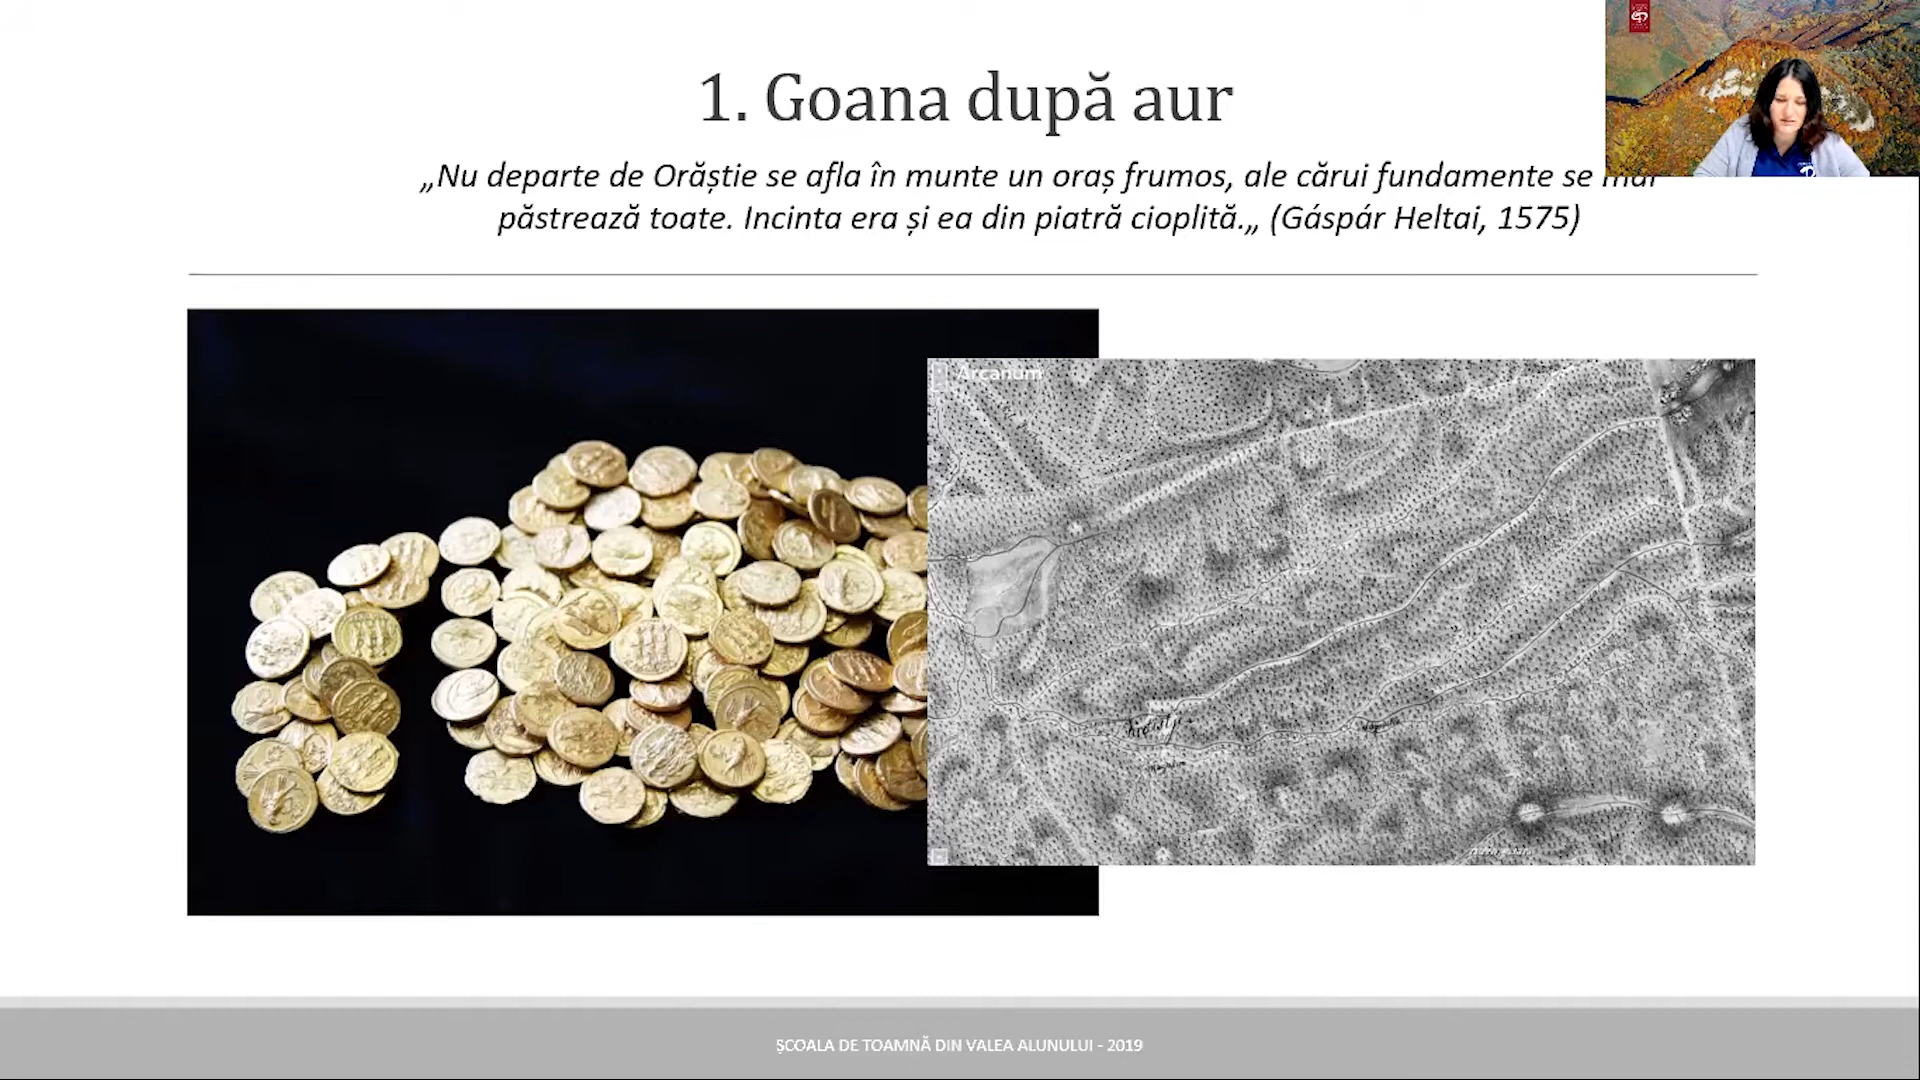 1. Goana după aur
„Nu departe de Orăștie se afla în munte un oraș frumos, ale cărui fundamente se mai
păstrează toate. Incinta era și ea din piatră cioplită.„ (Gáspár Heltai, 1575)
Arcanum
ȘCOALA DE TOAMNĂ DIN VALEA ALUNULUI - 2019